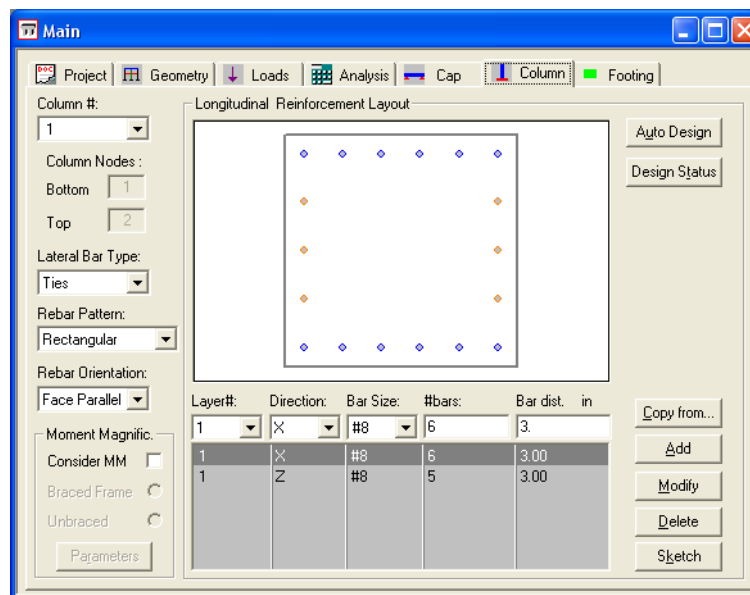 Main
Project Geometry Loads Analysis Cap Column Footing
Column #:
1
Column Nodes :
Bottom 1
Top 2
Lateral Bar Type:
Ties
Rebar Pattern:
Rectangular
Rebar Orientation:
Face Parallel
Moment Magnific.
Consider MM
Braced Frame
Unbraced
Parameters
Longitudinal Reinforcement Layout
Auto Design
Design Status
Layer#: Direction: Bar Size: #bars: Bar dist. in
1 X #8 6 3.
1 X #8 6 3.00
1 Z #8 5 3.00
Copy from...
Add
Modify
Delete
Sketch